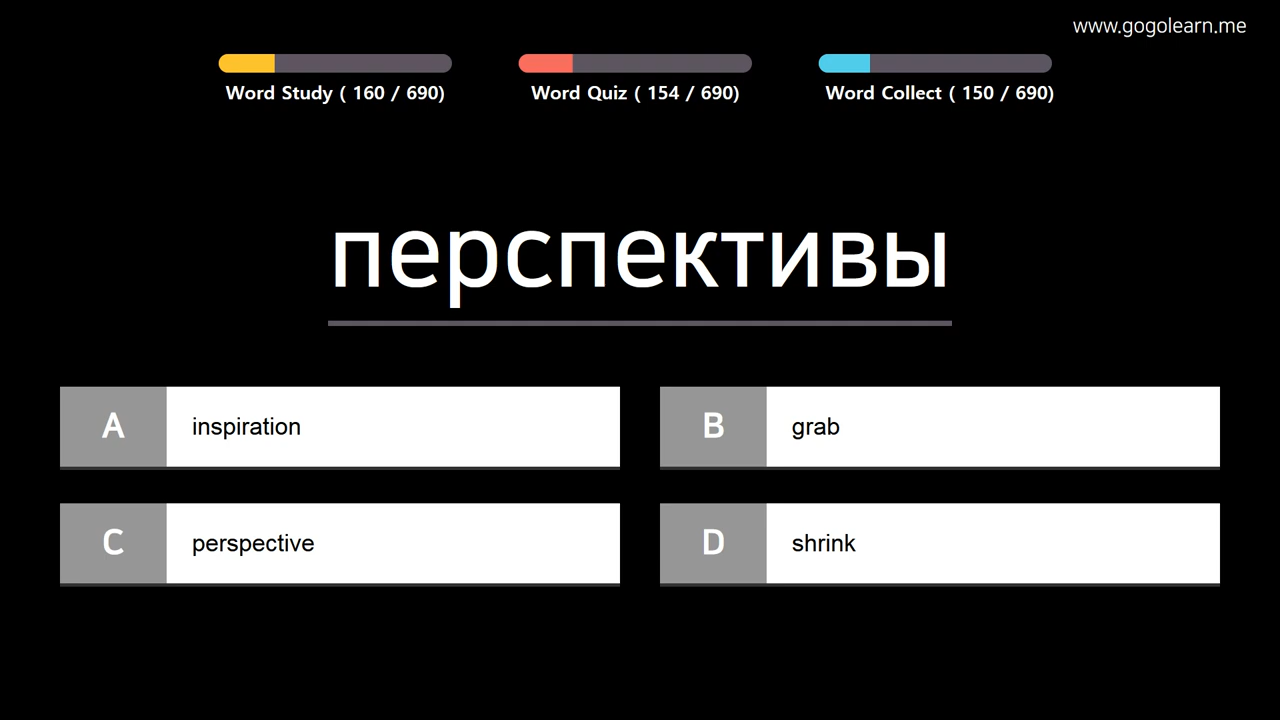 www.gogolearn.me
Word Study ( 160 / 690)
Word Quiz ( 154 / 690)
Word Collect ( 150 / 690)
перспективы
A inspiration
B grab
C perspective
D shrink